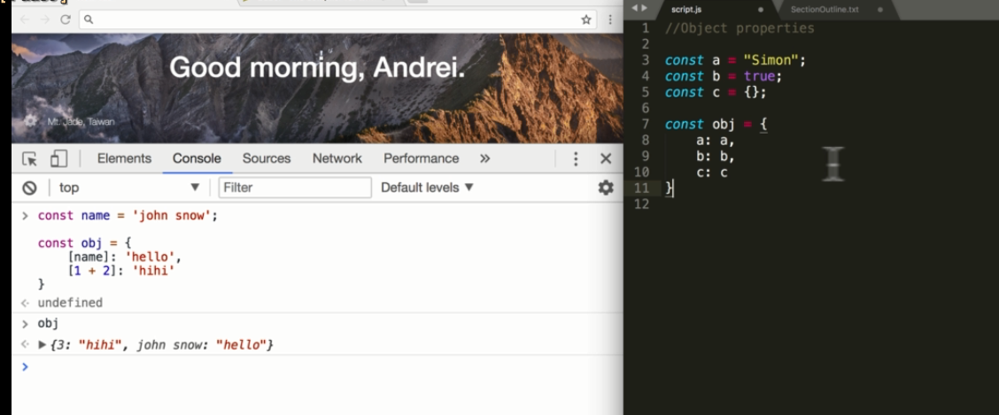 Good morning, Andrei.
Mt. Jade, Taiwan
Elements Console Sources Network Performance »
top ▼ Filter Default levels ▼
> const name = 'john snow';
const obj = {
[name]: 'hello',
[1 + 2]: 'hihi'
}
undefined
> obj
▶{3: "hihi", john snow: "hello"}
>
script.js SectionOutline.txt
1 //Object properties
2
3 const a = "Simon";
4 const b = true;
5 const c = {};
6
7 const obj = {
8 a: a,
9 b: b,
10 c: c
11 }
12